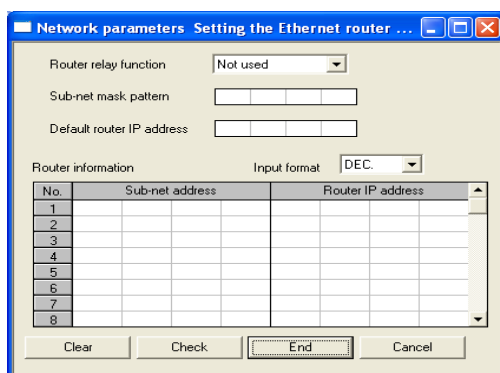 Network parameters Setting the Ethernet router ...
Router relay function Not used
Sub-net mask pattern
Default router IP address
Router information Input format DEC.
No. Sub-net address Router IP address
1
2
3
4
5
6
7
8
Clear Check End Cancel